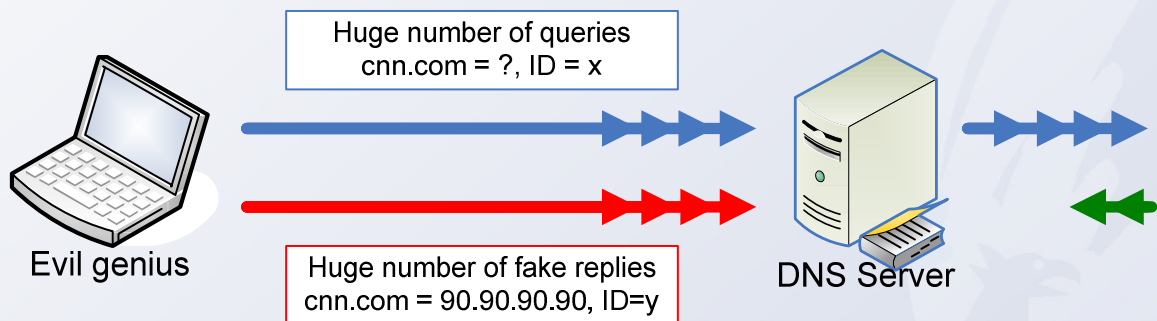 Huge number of queries
cnn.com = ?, ID = x
Evil genius
DNS Server
Huge number of fake replies
cnn.com = 90.90.90.90, ID=y